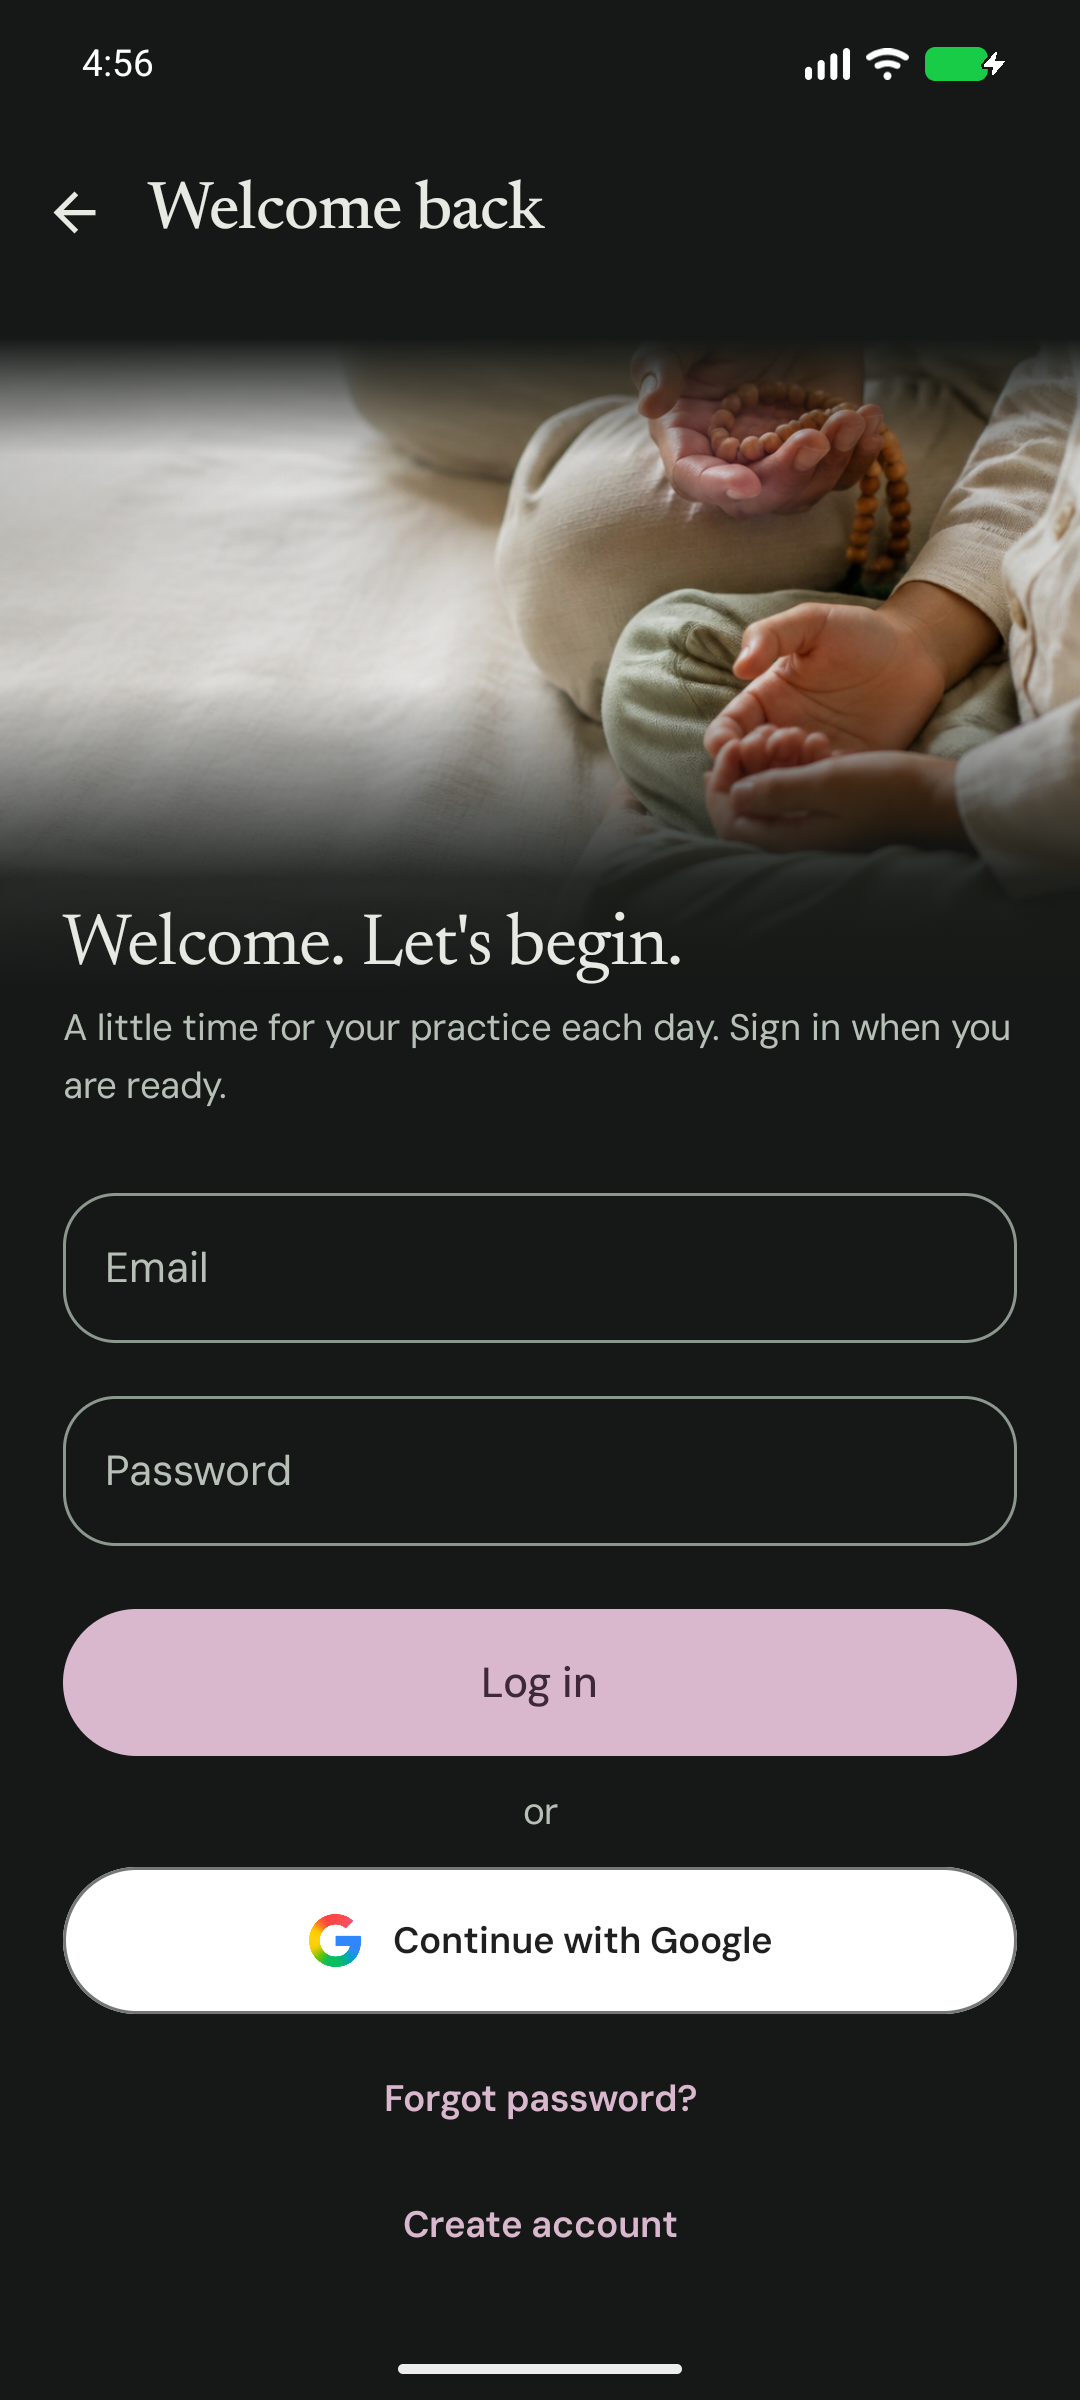 4:56
Welcome back
Welcome. Let's begin.
A little time for your practice each day. Sign in when you
are ready.
Email
Password
Log in
or
Continue with Google
Forgot password?
Create account